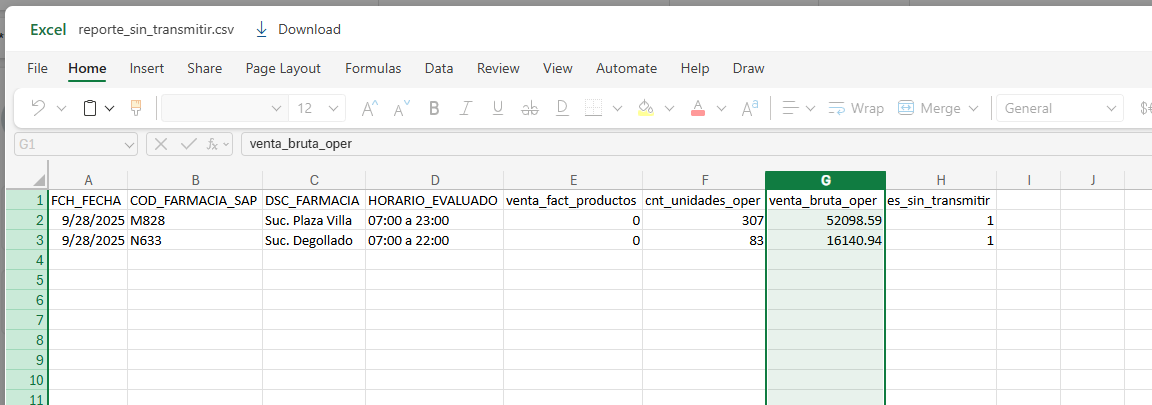 Excel reporte_sin_transmitir.csv Download
File Home Insert Share Page Layout Formulas Data Review View Automate Help Draw
12 A^ A˅ B I U ab D A Aa Wrap Merge General $€
G1 fx venta_bruta_oper
A B C D E F G H I J
1 FCH_FECHA COD_FARMACIA_SAP DSC_FARMACIA HORARIO_EVALUADO venta_fact_productos cnt_unidades_oper venta_bruta_oper es_sin_transmitir
2 9/28/2025 M828 Suc. Plaza Villa 07:00 a 23:00 0 307 52098.59 1
3 9/28/2025 N633 Suc. Degollado 07:00 a 22:00 0 83 16140.94 1
4
5
6
7
8
9
10
11